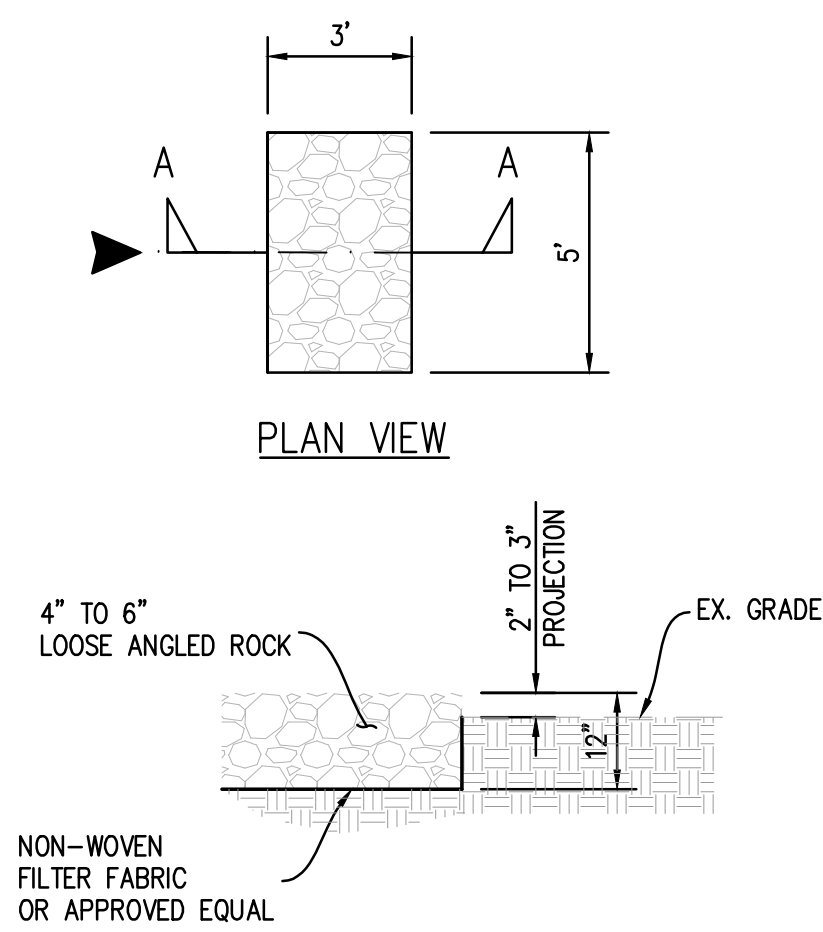 3'
A
A
5'
PLAN VIEW
2" TO 3"
PROJECTION
4" TO 6"
LOOSE ANGLED ROCK
EX. GRADE
12"
NON-WOVEN
FILTER FABRIC
OR APPROVED EQUAL